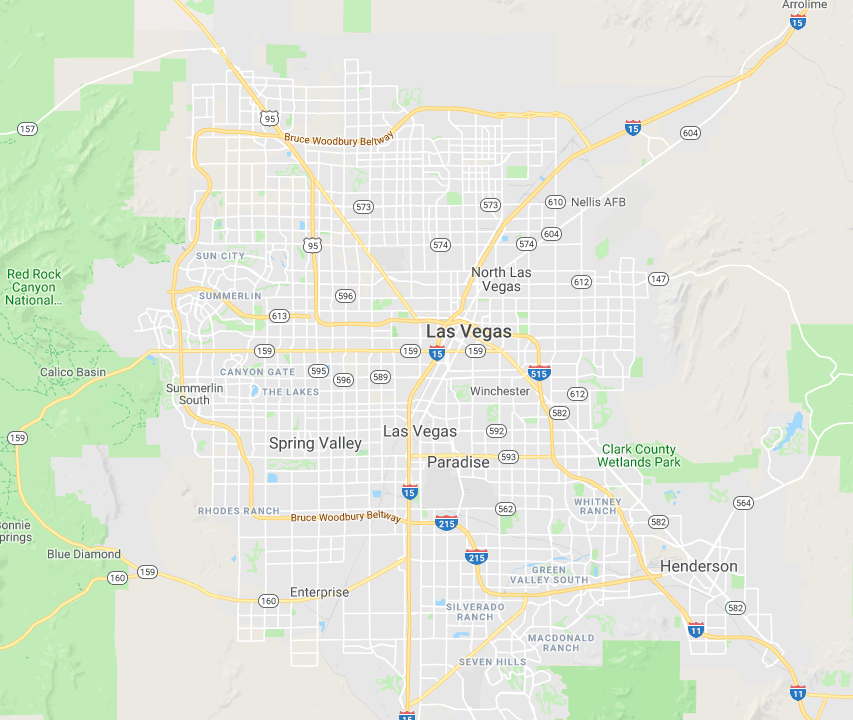 Arrolime
15
157
95
Bruce Woodbury Beltway
15
604
573
573
610
Nellis AFB
604
95
574
574
SUN CITY
North Las
Vegas
612
147
Red Rock
Canyon
National...
SUMMERLIN
596
613
Las Vegas
159
159
15
159
Calico Basin
CANYON GATE
595
596
589
515
Summerlin
South
THE LAKES
Winchester
612
582
159
Spring Valley
Las Vegas
592
Paradise
593
Clark County
Wetlands Park
15
RHODES RANCH
Bruce Woodbury Beltway
215
562
WHITNEY
RANCH
582
564
onnie
prings
Blue Diamond
160
159
215
GREEN
VALLEY SOUTH
Henderson
160
Enterprise
SILVERADO
RANCH
582
11
MACDONALD
RANCH
SEVEN HILLS
11
15